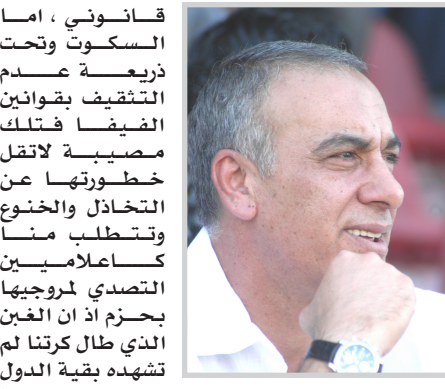 قانوني ، اما
السكوت وتحت
ذريعة عدم
التثقيف بقوانين
الفيفا فتلك
مصيبة لاتقل
خطورتها عن
التخاذل والخنوع
وتتطلب منا
كاعلاميين
التصدي لمروجيها
بحزم اذ ان الغبن
الذي طال كرتنا لم
تشهده بقية الدول